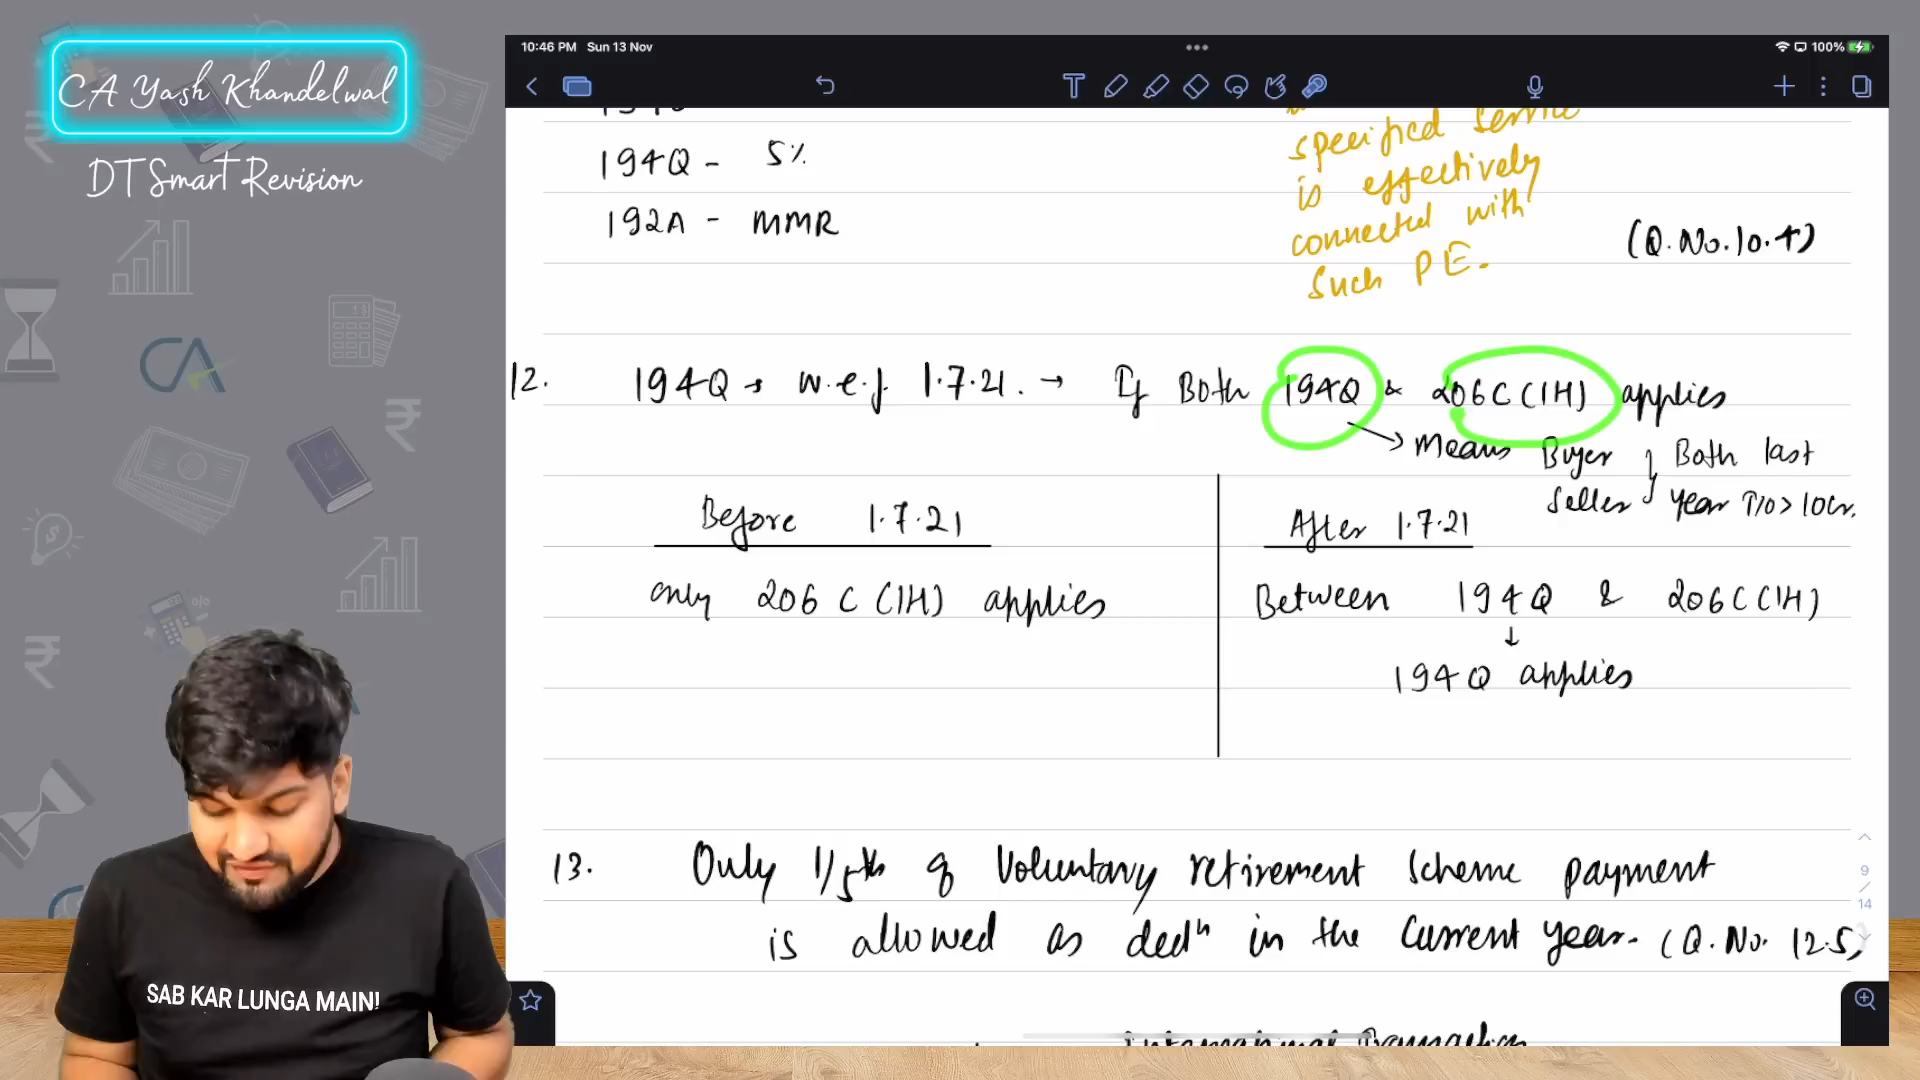 CA Yash Khandelwal
DT Smart Revision
10:46 PM Sun 13 Nov
100%
specified service
194Q - 5%
is effectively
192A - MMR
connected with
such PE.
(Q.No.10.4)
12. 194Q → w.e.f 1.7.21. → If Both 194Q & 206C(1H) applies
→ Means Buyer Seller } Both last year T/O > 10Cr.
Before 1.7.21
only 206C(1H) applies
After 1.7.21
Between 194Q & 206C(1H)
↓
194Q applies
13. Only 1/5th of Voluntary retirement scheme payment
is allowed as dedn in the current year. (Q.No. 12.5)
9
/
14
SAB KAR LUNGA MAIN!